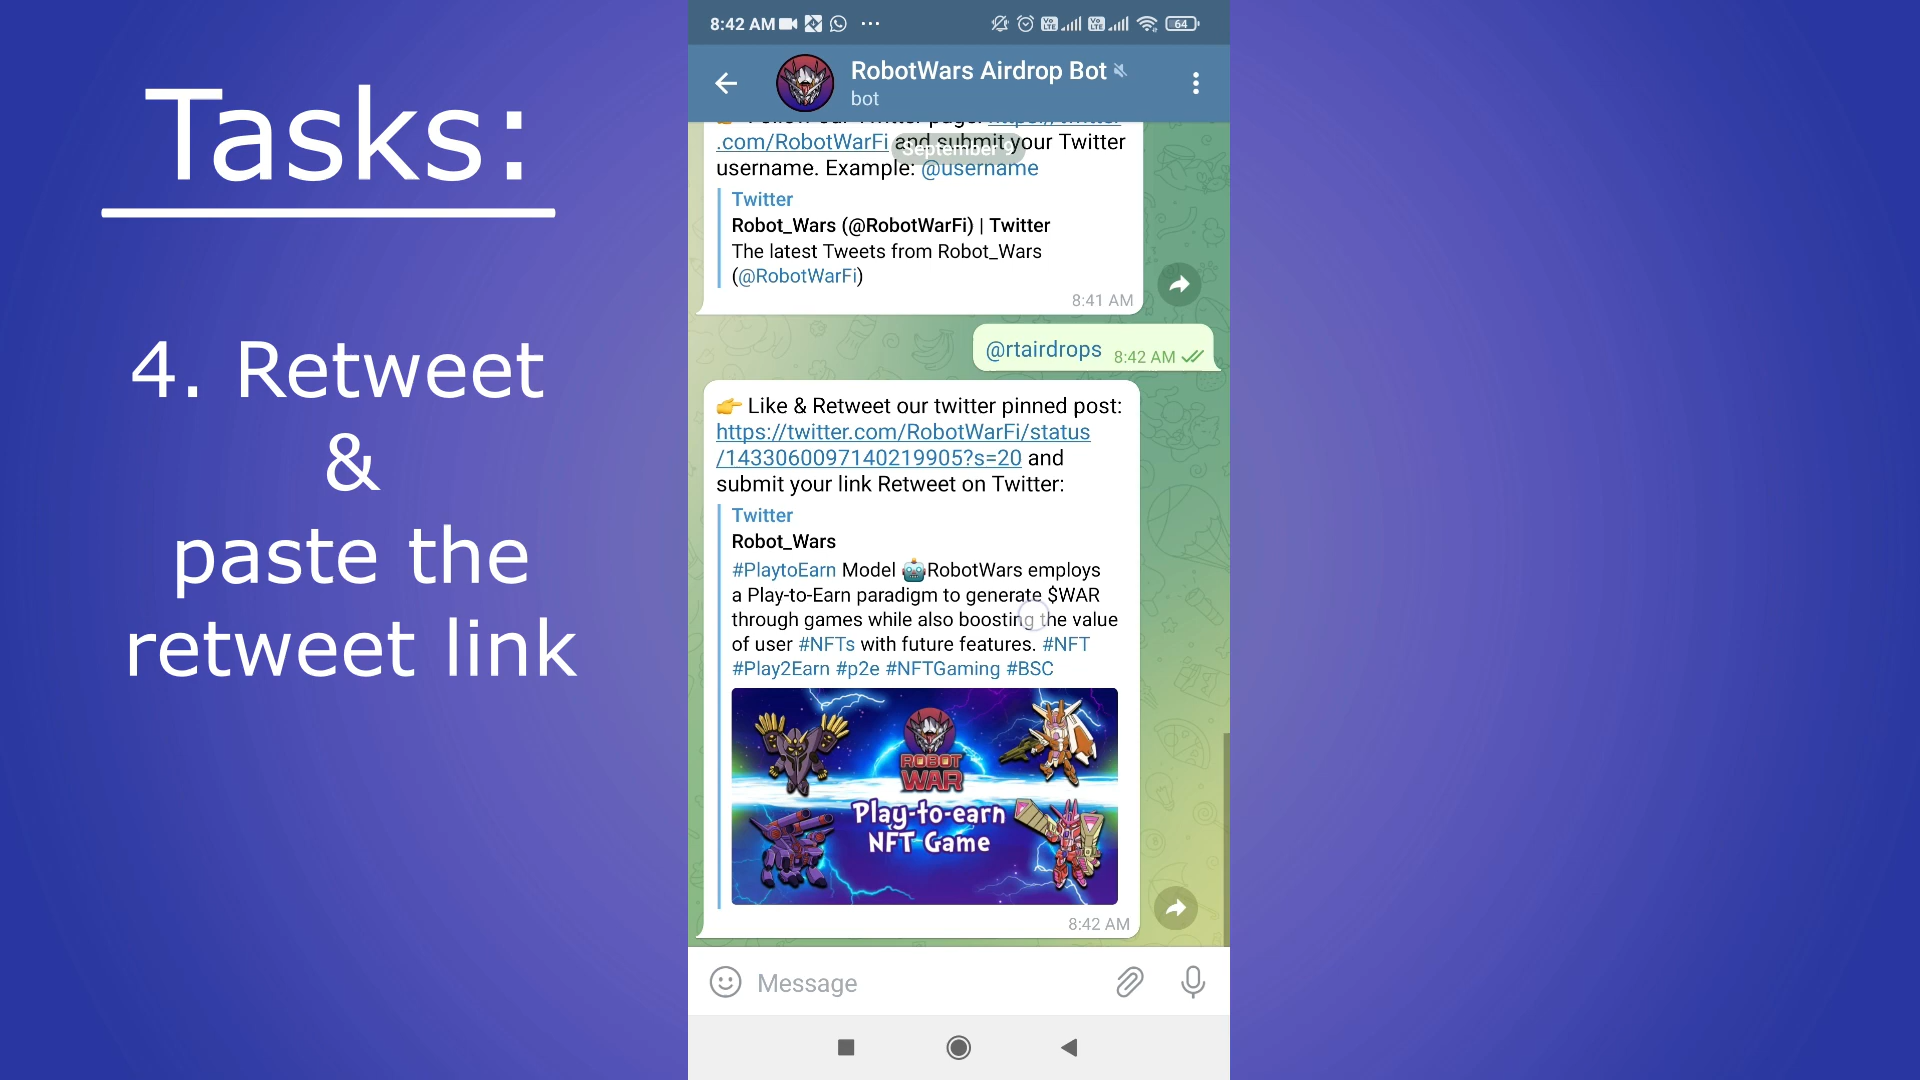 Tasks:
4. Retweet
&
paste the
retweet link
8:42 AM
64
RobotWars Airdrop Bot
bot
.com/RobotWarFi and submit your Twitter
September 9
username. Example: @username
Twitter
Robot_Wars (@RobotWarFi) | Twitter
The latest Tweets from Robot_Wars
(@RobotWarFi)
8:41 AM
@rtairdrops 8:42 AM
👉 Like & Retweet our twitter pinned post:
https://twitter.com/RobotWarFi/status
/1433060097140219905?s=20 and
submit your link Retweet on Twitter:
Twitter
Robot_Wars
#PlaytoEarn Model 🤖RobotWars employs
a Play-to-Earn paradigm to generate $WAR
through games while also boosting the value
of user #NFTs with future features. #NFT
#Play2Earn #p2e #NFTGaming #BSC
ROBOT
WAR
Play-to-earn
NFT Game
8:42 AM
Message